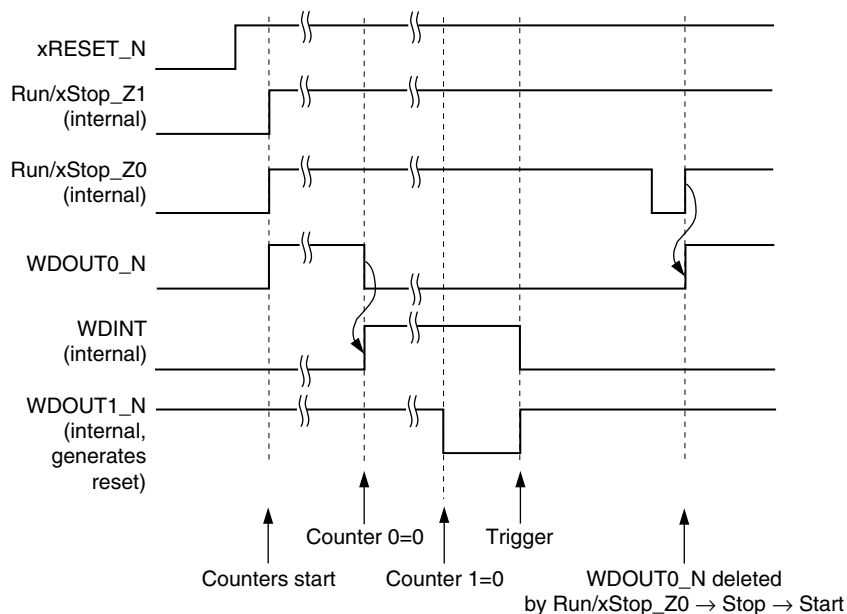 xRESET_N
Run/xStop_Z1
(internal)
Run/xStop_Z0
(internal)
WDOUT0_N
WDINT
(internal)
WDOUT1_N
(internal,
generates
reset)
Counter 0=0
Trigger
Counters start
Counter 1=0
WDOUT0_N deleted
by Run/xStop_Z0 → Stop → Start